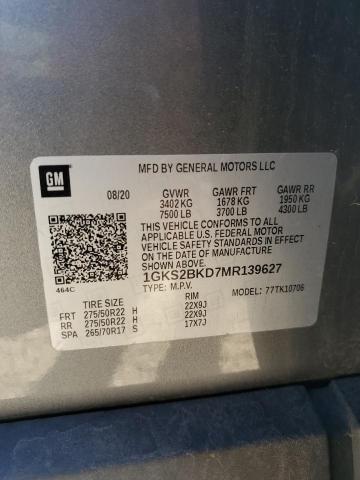 GM
MFD BY GENERAL MOTORS LLC
08/20 GVWR GAWR FRT GAWR RR
3402 KG 1678 KG 1950 KG
7500 LB 3700 LB 4300 LB
THIS VEHICLE CONFORMS TO ALL
APPLICABLE U.S. FEDERAL MOTOR
VEHICLE SAFETY AND BUMPER
STANDARDS IN EFFECT ON THE
DATE OF MANUFACTURE SHOWN ABOVE.
1GKS2BKD7MR139627
464C TYPE: M.P.V. MODEL: 77TK10706
TIRE SIZE RIM
FRT 275/50R22 H 22X9J
RR 275/50R22 H 22X9J
SPA 265/70R17 S 17X7J